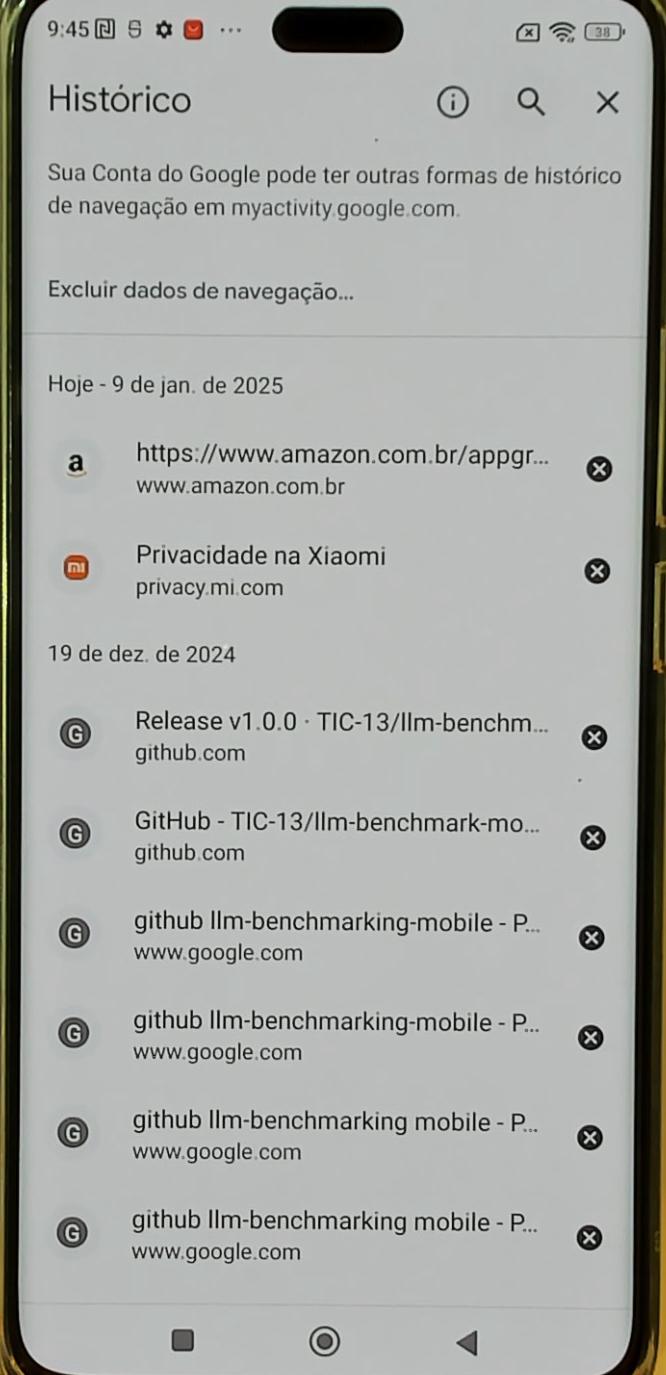 9:45
38
Histórico
Sua Conta do Google pode ter outras formas de histórico
de navegação em myactivity.google.com.
Excluir dados de navegação...
Hoje - 9 de jan. de 2025
a
https://www.amazon.com.br/appgr...
www.amazon.com.br
mi
Privacidade na Xiaomi
privacy.mi.com
19 de dez. de 2024
G
Release v1.0.0 · TIC-13/llm-benchm...
github.com
G
GitHub - TIC-13/llm-benchmark-mo...
github.com
G
github llm-benchmarking-mobile - P...
www.google.com
G
github llm-benchmarking-mobile - P...
www.google.com
G
github llm-benchmarking mobile - P...
www.google.com
G
github llm-benchmarking mobile - P...
www.google.com